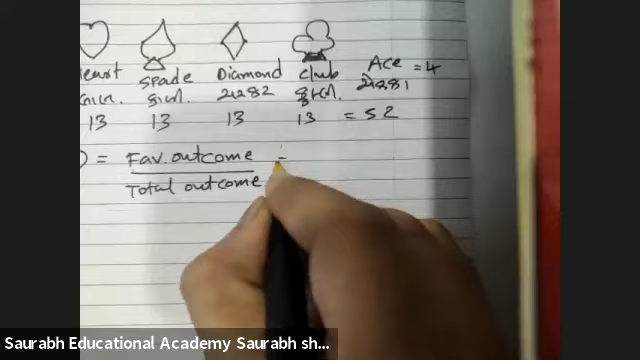 eart spade Diamond club Ace = 4
13 13 13 13 = 52
) = Fav. outcome =
Total outcome
Saurabh Educational Academy Saurabh sh...